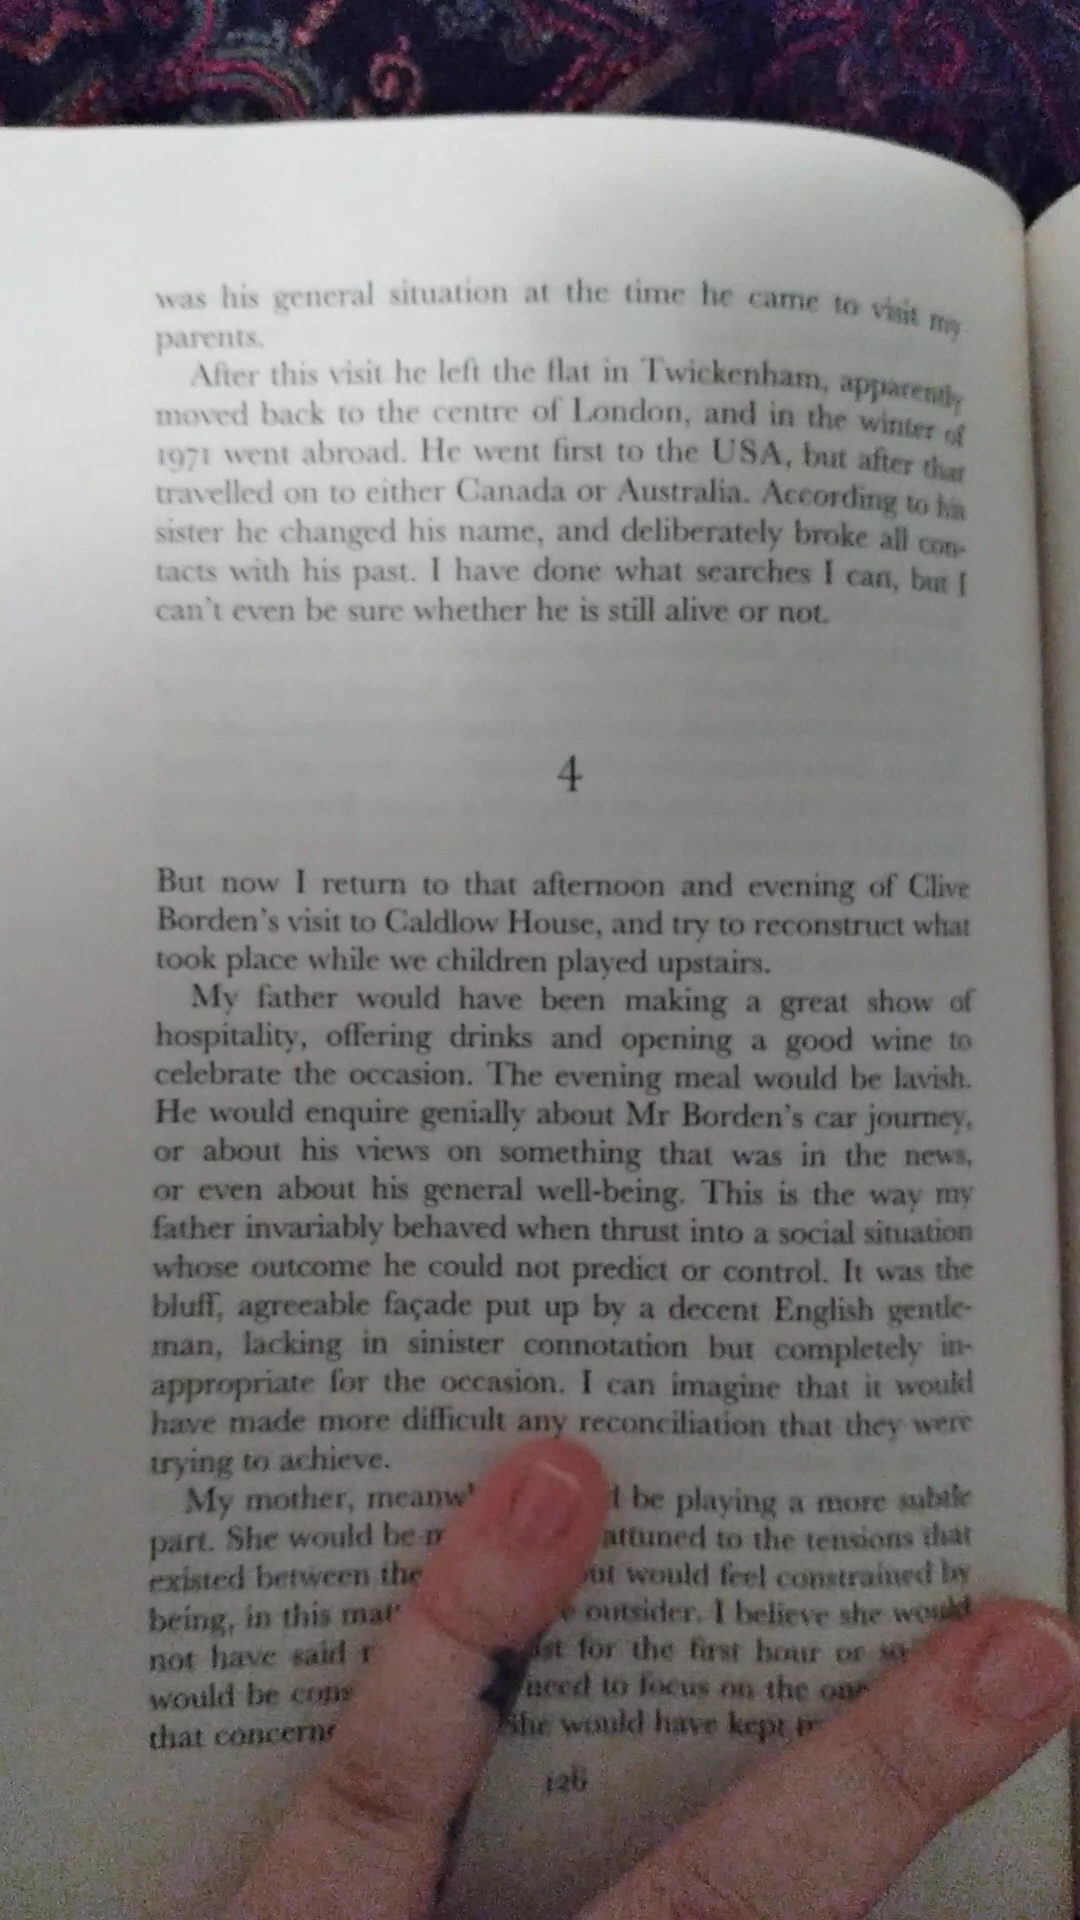 was his general situation at the time he came to visit my
parents.
After this visit he left the flat in Twickenham, apparently
moved back to the centre of London, and in the winter of
1971 went abroad. He went first to the USA, but after that
travelled on to either Canada or Australia. According to his
sister he changed his name, and deliberately broke all con-
tacts with his past. I have done what searches I can, but I
can't even be sure whether he is still alive or not.
4
But now I return to that afternoon and evening of Clive
Borden's visit to Caldlow House, and try to reconstruct what
took place while we children played upstairs.
My father would have been making a great show of
hospitality, offering drinks and opening a good wine to
celebrate the occasion. The evening meal would be lavish.
He would enquire genially about Mr Borden's car journey,
or about his views on something that was in the news,
or even about his general well-being. This is the way my
father invariably behaved when thrust into a social situation
whose outcome he could not predict or control. It was the
bluff, agreeable façade put up by a decent English gentle-
man, lacking in sinister connotation but completely in-
appropriate for the occasion. I can imagine that it would
have made more difficult any reconciliation that they were
trying to achieve.
My mother, be playing a more subtle
part. She would be attuned to the tensions that
existed between would feel constrained by
being, in this outsider. I believe she would
not have said for the first hour or
would be need to focus on the
that She would have kept
126